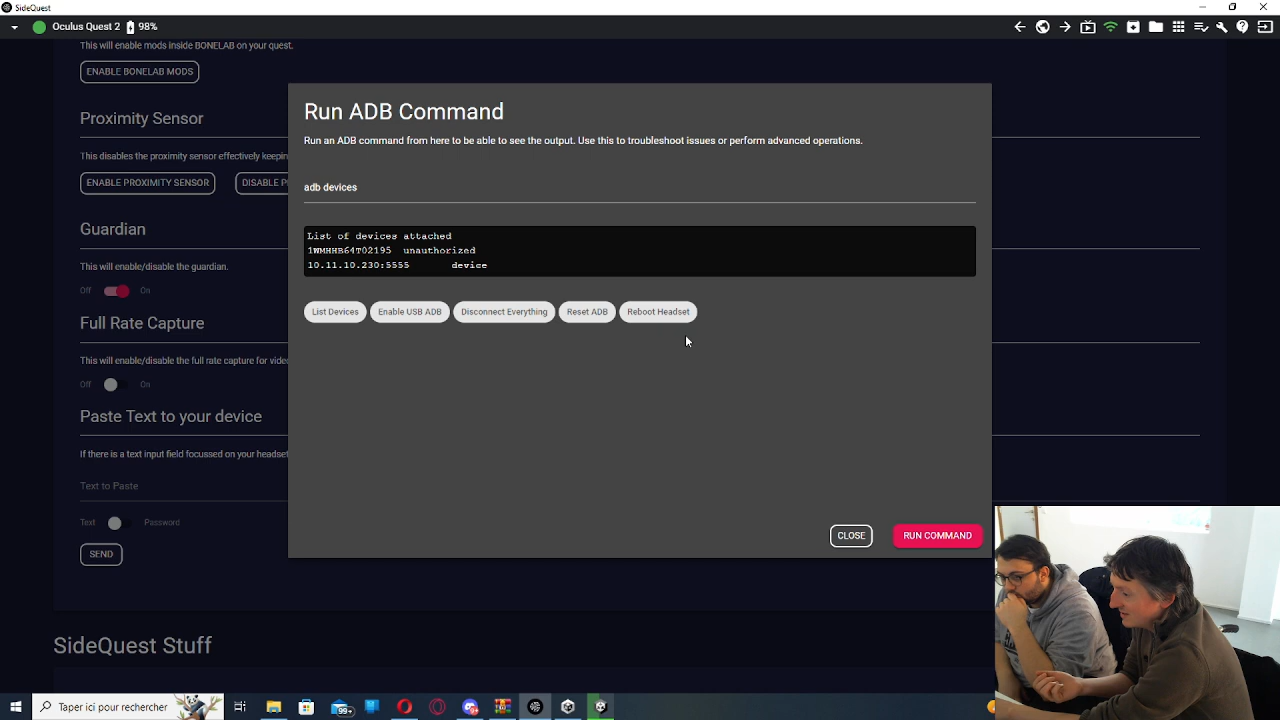 SideQuest
Oculus Quest 2 98%
This will enable mods inside BONELAB on your quest.
ENABLE BONELAB MODS
Proximity Sensor
This disables the proximity sensor effectively keepin
ENABLE PROXIMITY SENSOR
DISABLE P
Guardian
This will enable/disable the guardian.
Off On
Full Rate Capture
This will enable/disable the full rate capture for video
Off On
Paste Text to your device
If there is a text input field focussed on your headset
Text to Paste
Text Password
SEND
SideQuest Stuff
Run ADB Command
Run an ADB command from here to be able to see the output. Use this to troubleshoot issues or perform advanced operations.
adb devices
List of devices attached
1WMHHB64T02195 unauthorized
10.11.10.230:5555 device
List Devices Enable USB ADB Disconnect Everything Reset ADB Reboot Headset
CLOSE RUN COMMAND
Taper ici pour rechercher
99+